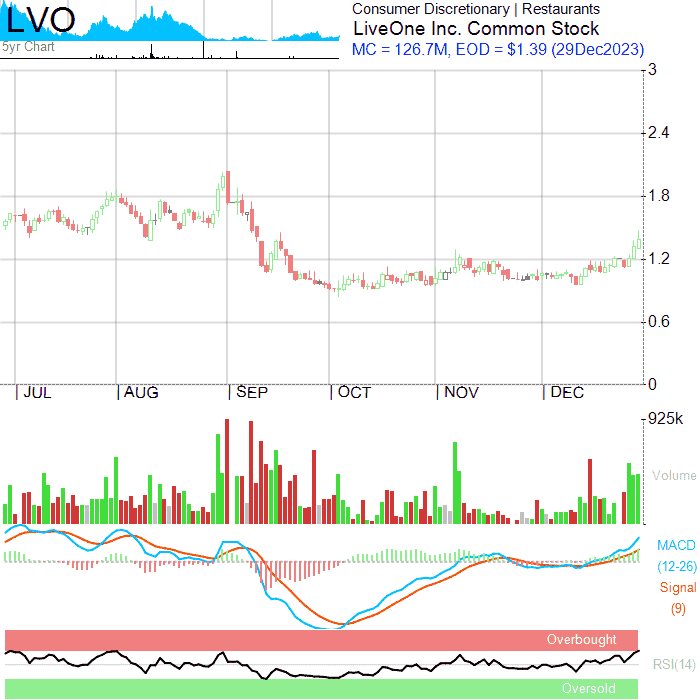 LVO
5yr Chart
Consumer Discretionary | Restaurants
LiveOne Inc. Common Stock
MC = 126.7M, EOD = $1.39 (29Dec2023)
3
2.4
1.8
1.2
0.6
0
JUL AUG SEP OCT NOV DEC
925k
Volume
MACD
(12-26)
Signal
(9)
Overbought
RSI(14)
Oversold